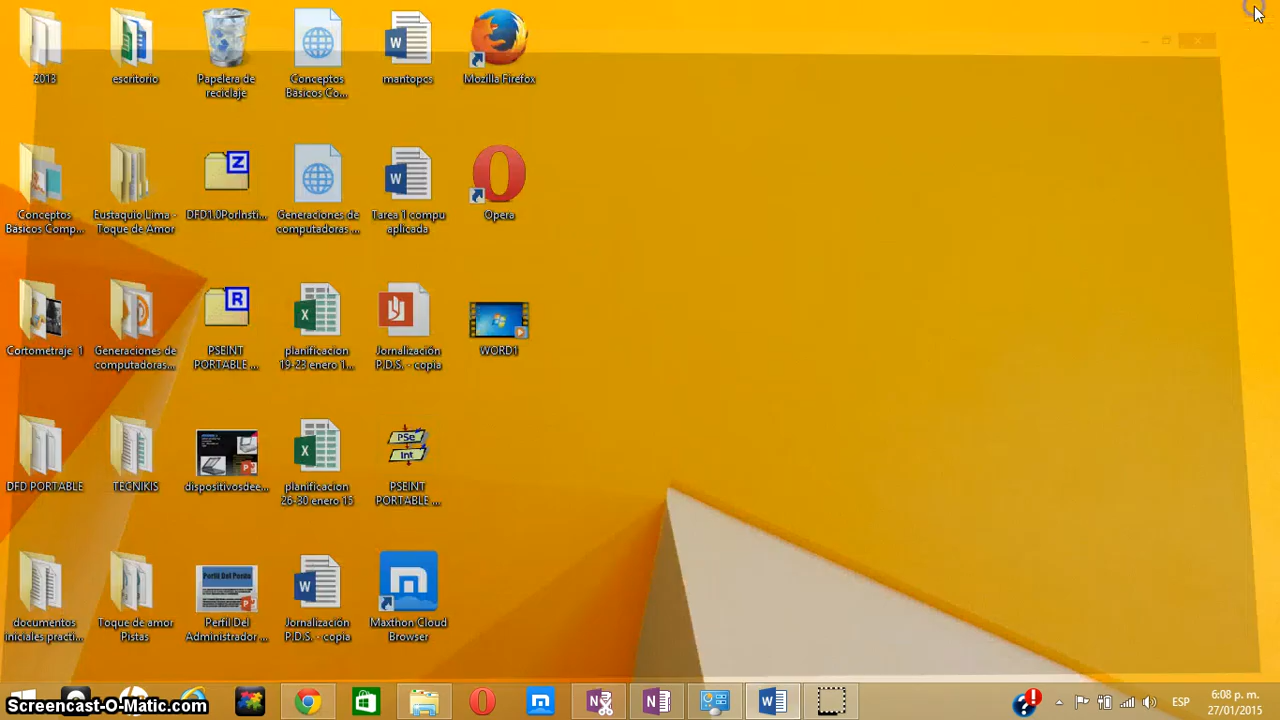 2013
escritorio
Papelera de
reciclaje
Conceptos
Básicos Co...
mantopcs
Mozilla Firefox
Conceptos
Basicos Comp...
Eustaquio Lima -
Toque de Amor
DFD1.0PorInsti...
Generaciones de
computadoras ...
Tarea 1 compu
aplicada
Opera
Cortometraje 1
Generaciones de
computadoras...
PSEINT
PORTABLE ...
planificacion
19-23 enero 1...
Jornalización
P.D.S. - copia
WORD1
DFD PORTABLE
TECNIKIS
dispositivosdee...
planificacion
26-30 enero 15
PSe
Int
PSEINT
PORTABLE ...
documentos
iniciales practi...
Toque de amor
Pistas
Perfil Del
Administrador ...
Jornalización
P.D.S. - copia
Maxthon Cloud
Browser
Screencast-O-Matic.com
ESP
6:08 p. m.
27/01/2015